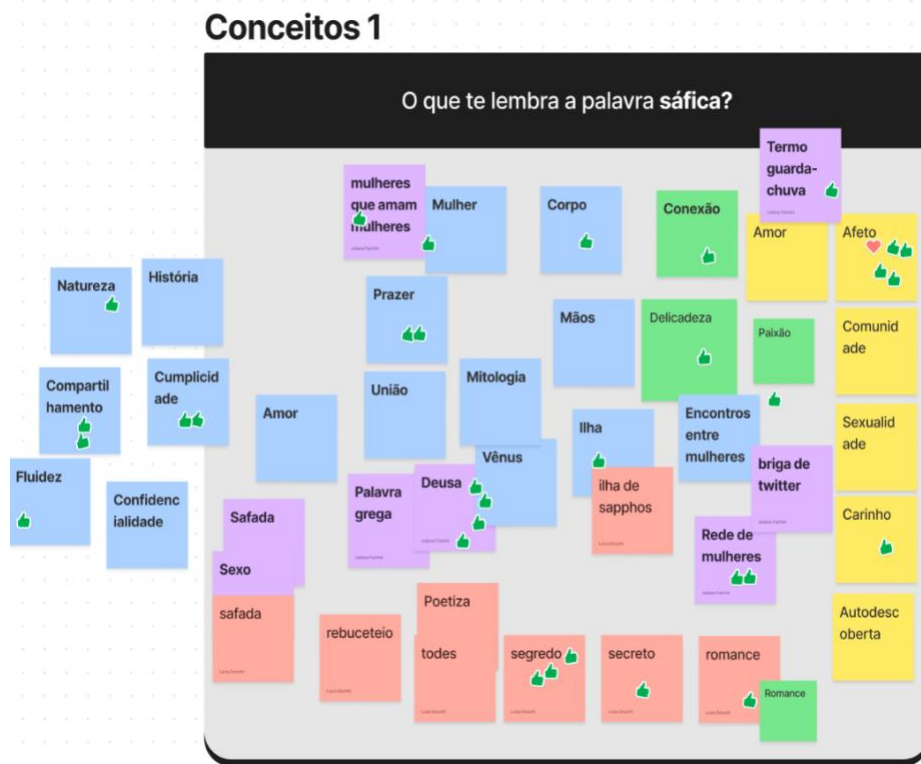 Conceitos 1
O que te lembra a palavra sáfica?
Termo
guarda-
chuva
mulheres
que amam
mulheres
Mulher
Corpo
Conexão
Amor
Afeto
Natureza
História
Prazer
Mãos
Delicadeza
Paixão
Comunid
ade
Compartil
hamento
Cumplicid
ade
Amor
União
Mitologia
Ilha
Encontros
entre
mulheres
Sexualid
ade
Fluidez
Confidenc
ialidade
Safada
Palavra
grega
Deusa
Vênus
ilha de
sapphos
briga de
twitter
Carinho
Sexo
Rede de
mulheres
safada
rebuceteio
Poetiza
todes
segredo
secreto
romance
Romance
Autodesc
oberta